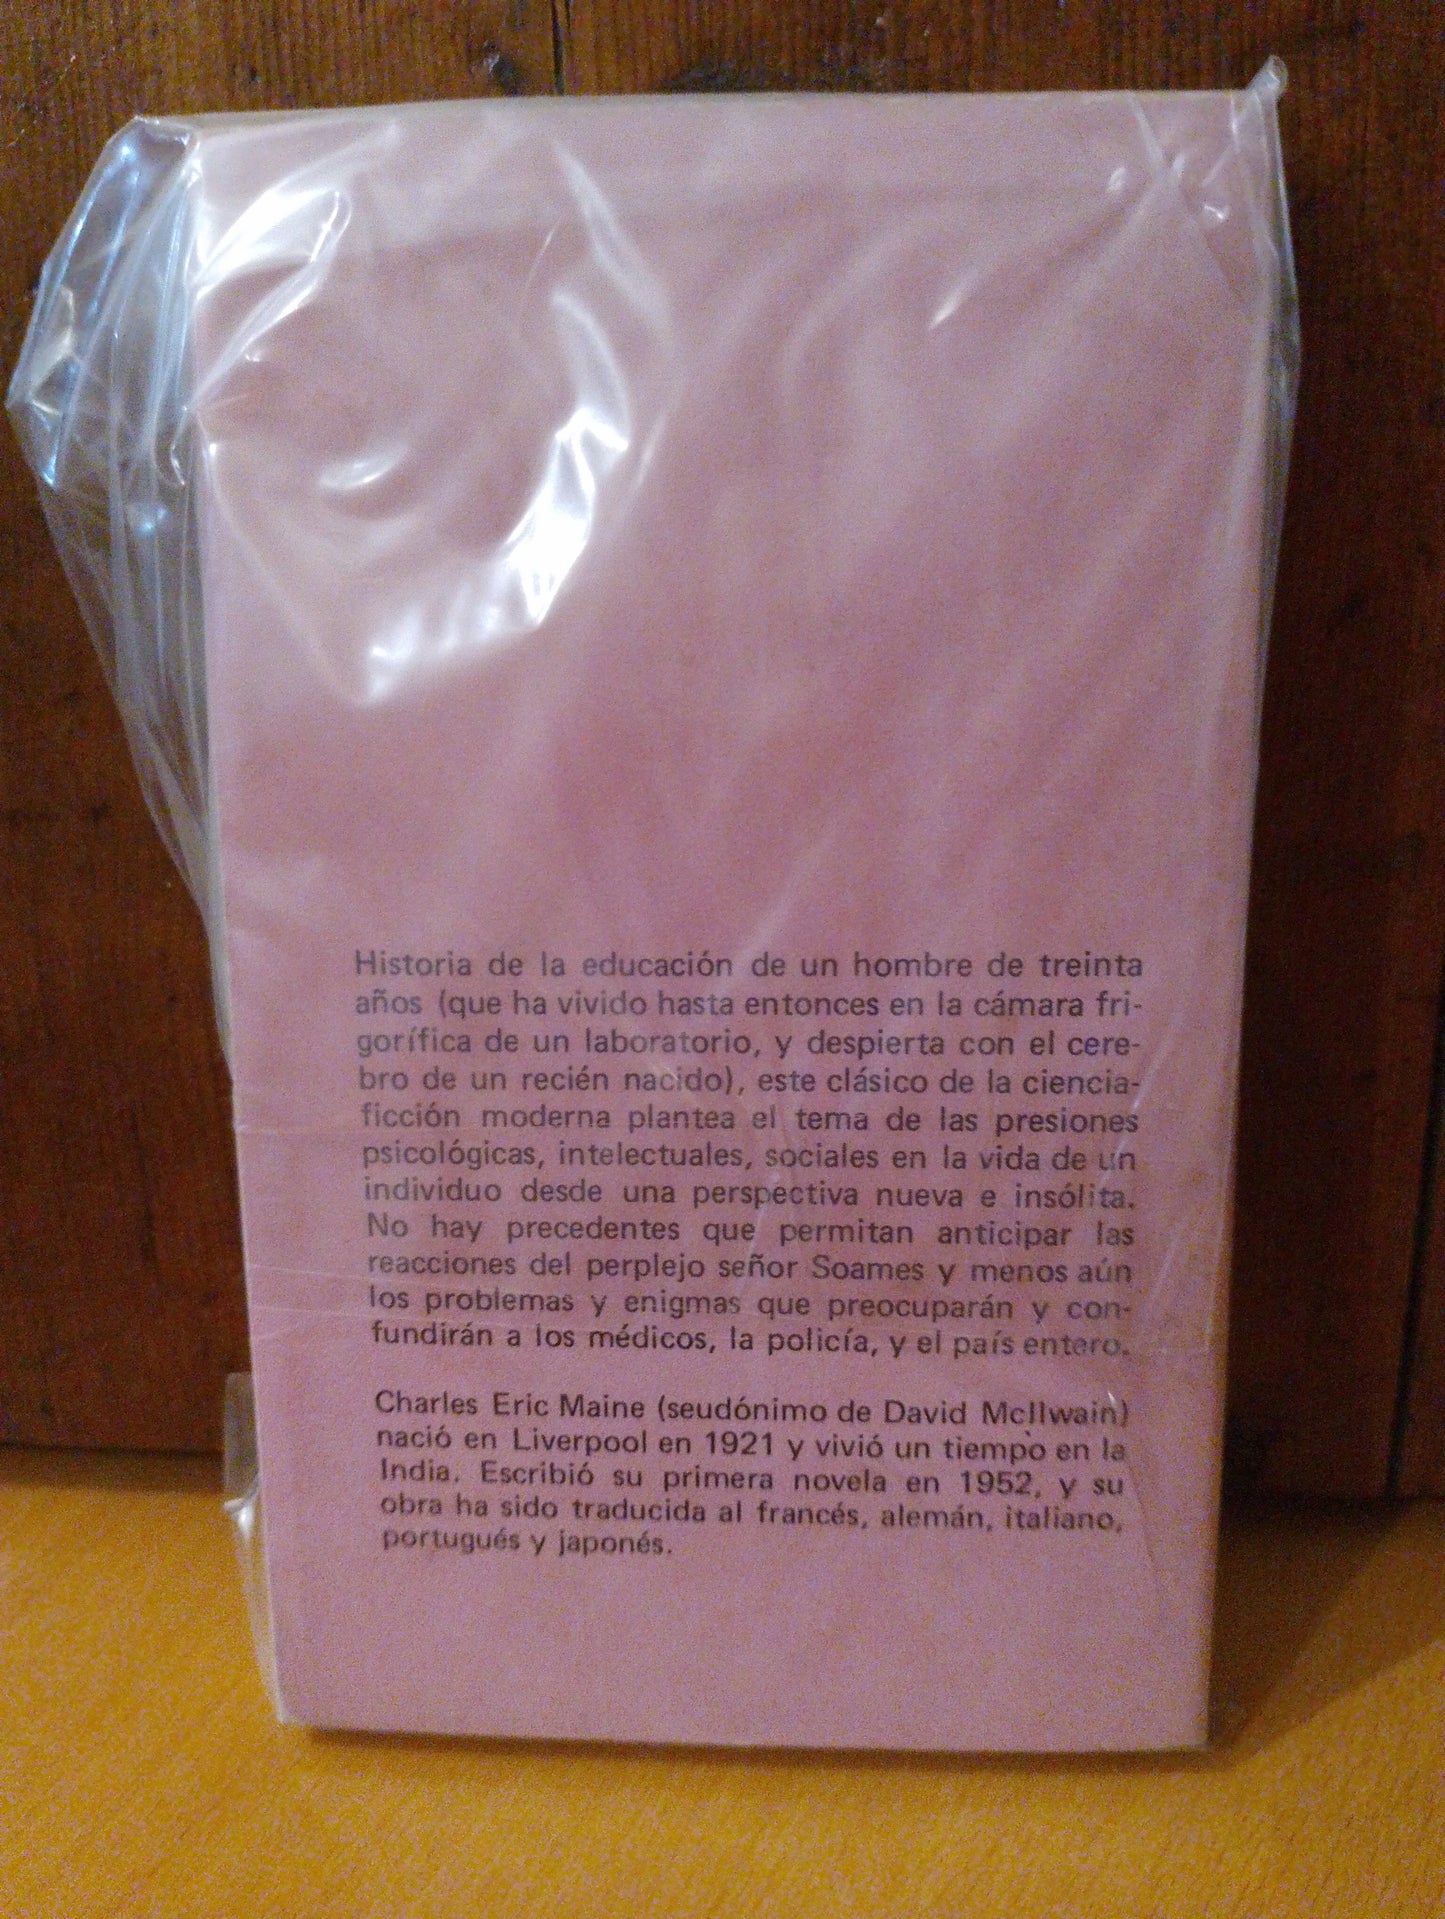 Historia de la educación de un hombre de treinta
años (que ha vivido hasta entonces en la cámara fri-
gorífica de un laboratorio, y despierta con el cere-
bro de un recién nacido), este clásico de la ciencia-
ficción moderna plantea el tema de las presiones
psicológicas, intelectuales, sociales en la vida de un
individuo desde una perspectiva nueva e insólita.
No hay precedentes que permitan anticipar las
reacciones del perplejo señor Soames y menos aún
los problemas y enigmas que preocuparán y con-
fundirán a los médicos, la policía, y el país entero.
Charles Eric Maine (seudónimo de David McIlwain)
nació en Liverpool en 1921 y vivió un tiempo en la
India. Escribió su primera novela en 1952, y su
obra ha sido traducida al francés, alemán, italiano,
portugués y japonés.